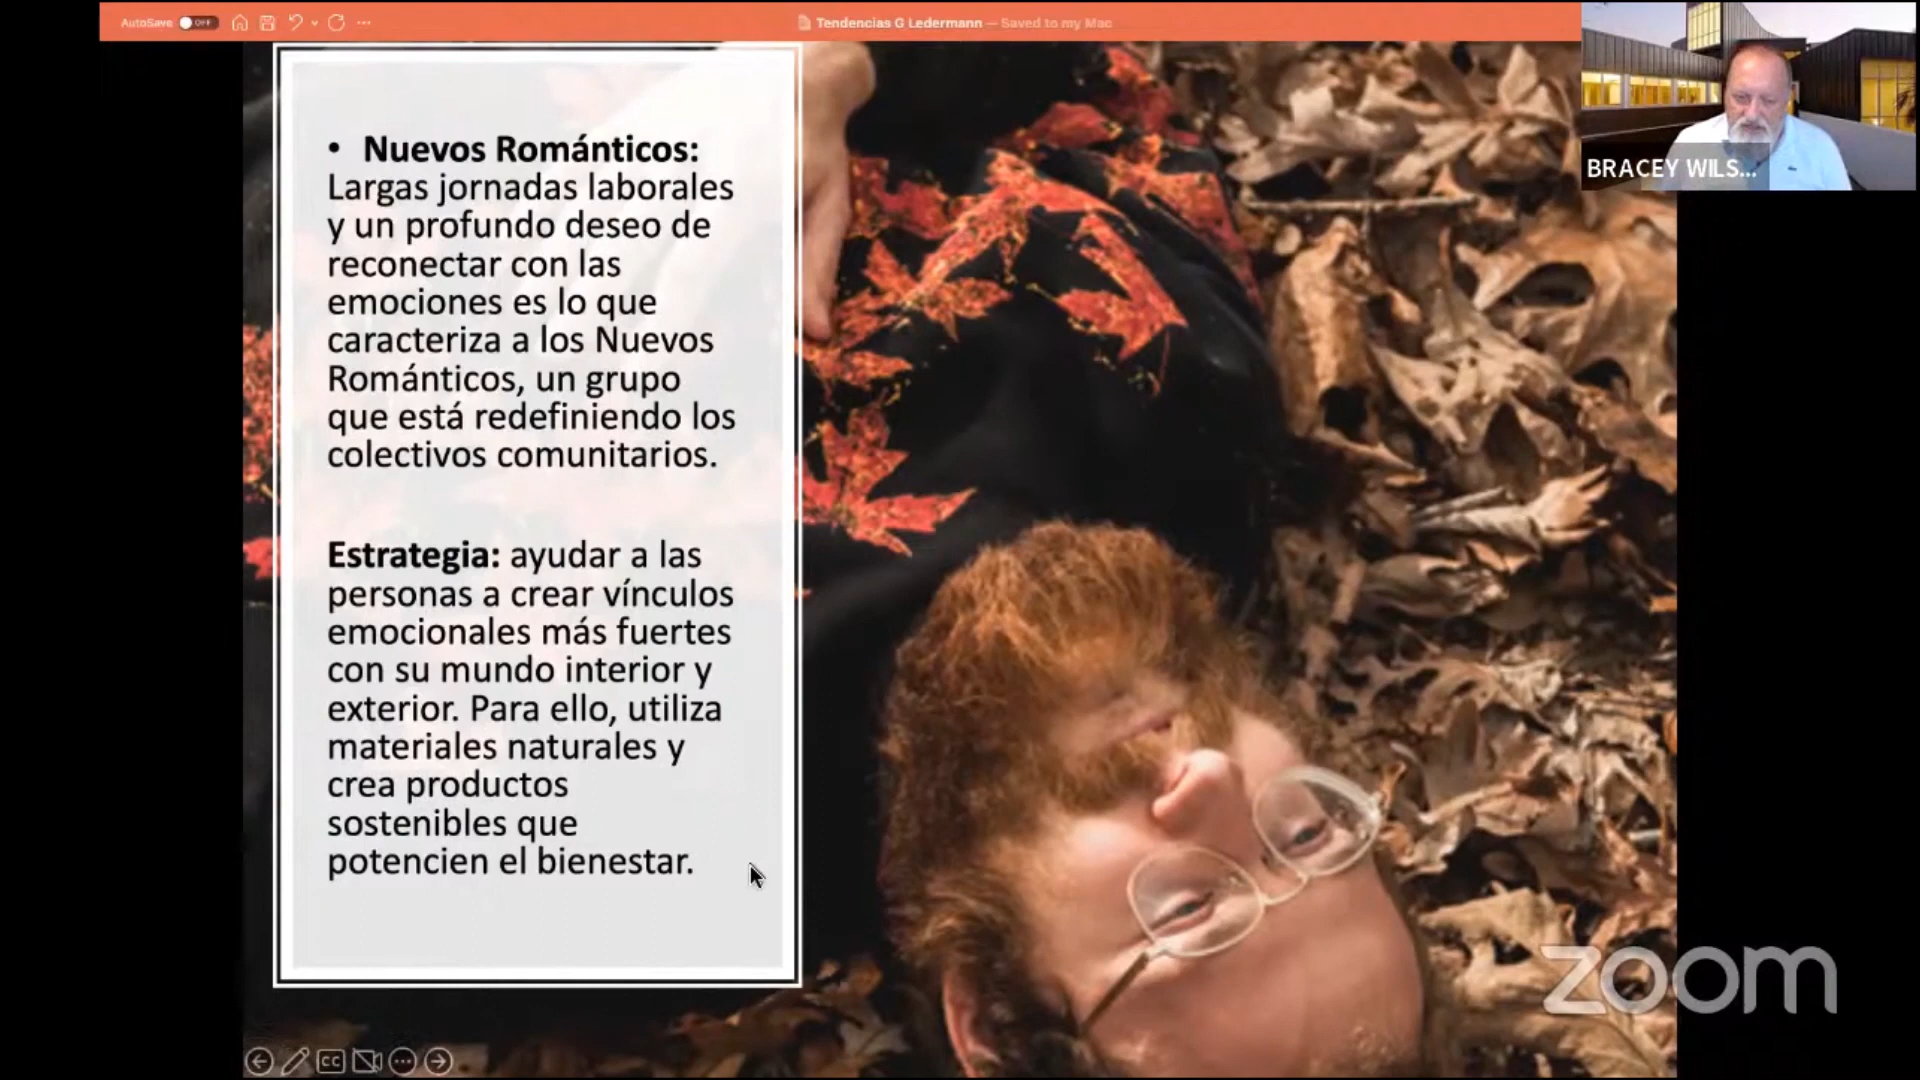 AutoSave OFF
Tendencias G Ledermann — Saved to my Mac
BRACEY WILS...
• Nuevos Románticos:
Largas jornadas laborales
y un profundo deseo de
reconectar con las
emociones es lo que
caracteriza a los Nuevos
Románticos, un grupo
que está redefiniendo los
colectivos comunitarios.
Estrategia: ayudar a las
personas a crear vínculos
emocionales más fuertes
con su mundo interior y
exterior. Para ello, utiliza
materiales naturales y
crea productos
sostenibles que
potencien el bienestar.
CC
zoom